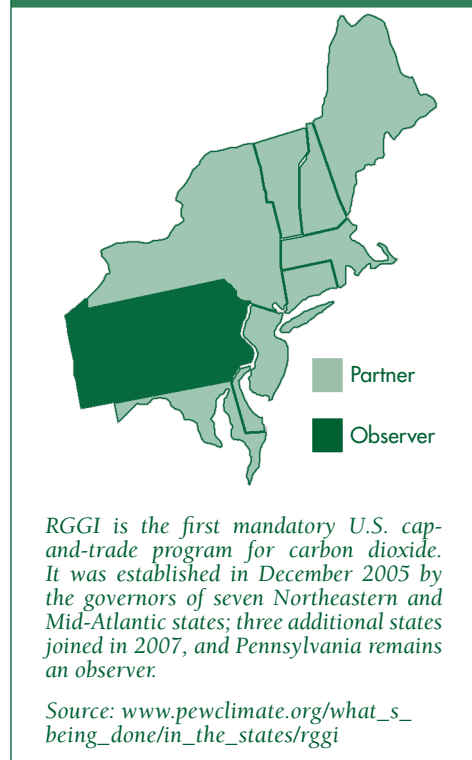 Partner
Observer
RGGI is the first mandatory U.S. cap-
and-trade program for carbon dioxide.
It was established in December 2005 by
the governors of seven Northeastern and
Mid-Atlantic states; three additional states
joined in 2007, and Pennsylvania remains
an observer.
Source: www.pewclimate.org/what_s_
being_done/in_the_states/rggi